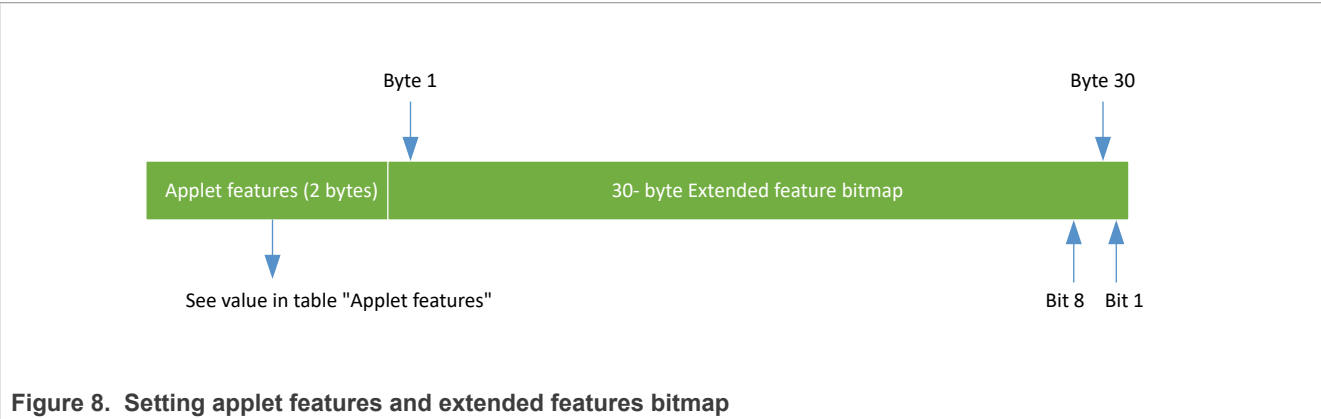 Byte 1
Byte 30
Applet features (2 bytes)
30- byte Extended feature bitmap
See value in table "Applet features"
Bit 8
Bit 1
Figure 8. Setting applet features and extended features bitmap